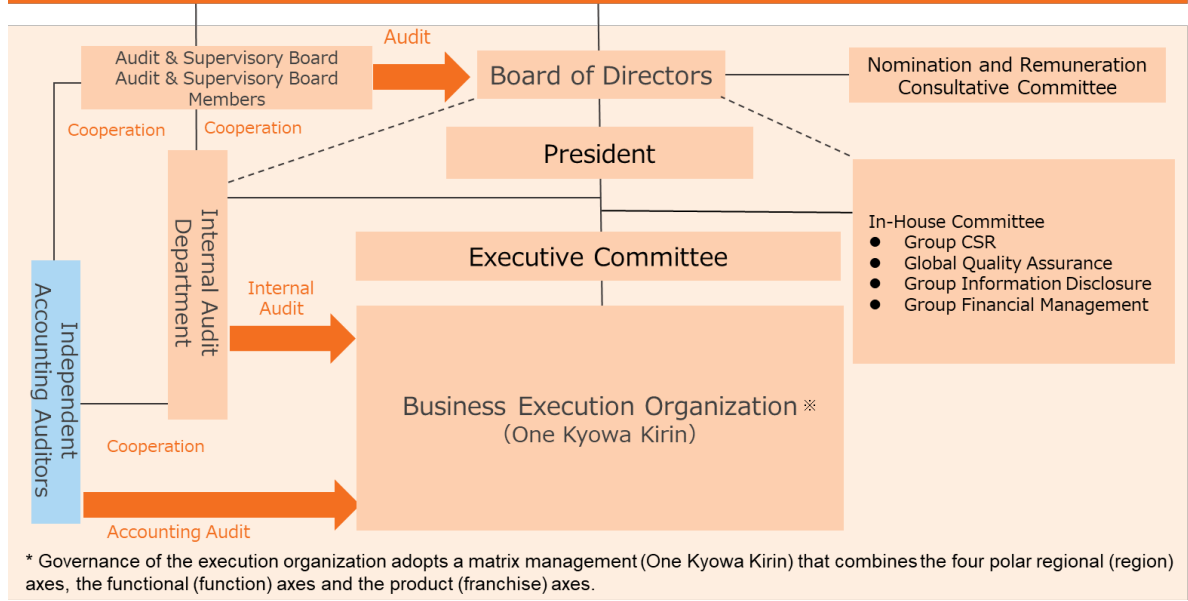 Audit
Audit & Supervisory Board
Audit & Supervisory Board
Members
Board of Directors
Nomination and Remuneration
Consultative Committee
Cooperation
Cooperation
President
Internal Audit
Department
In-House Committee
● Group CSR
● Global Quality Assurance
● Group Information Disclosure
● Group Financial Management
Executive Committee
Independent
Accounting Auditors
Internal
Audit
Business Execution Organization ※
(One Kyowa Kirin)
Cooperation
Accounting Audit
* Governance of the execution organization adopts a matrix management (One Kyowa Kirin) that combines the four polar regional (region)
axes, the functional (function) axes and the product (franchise) axes.